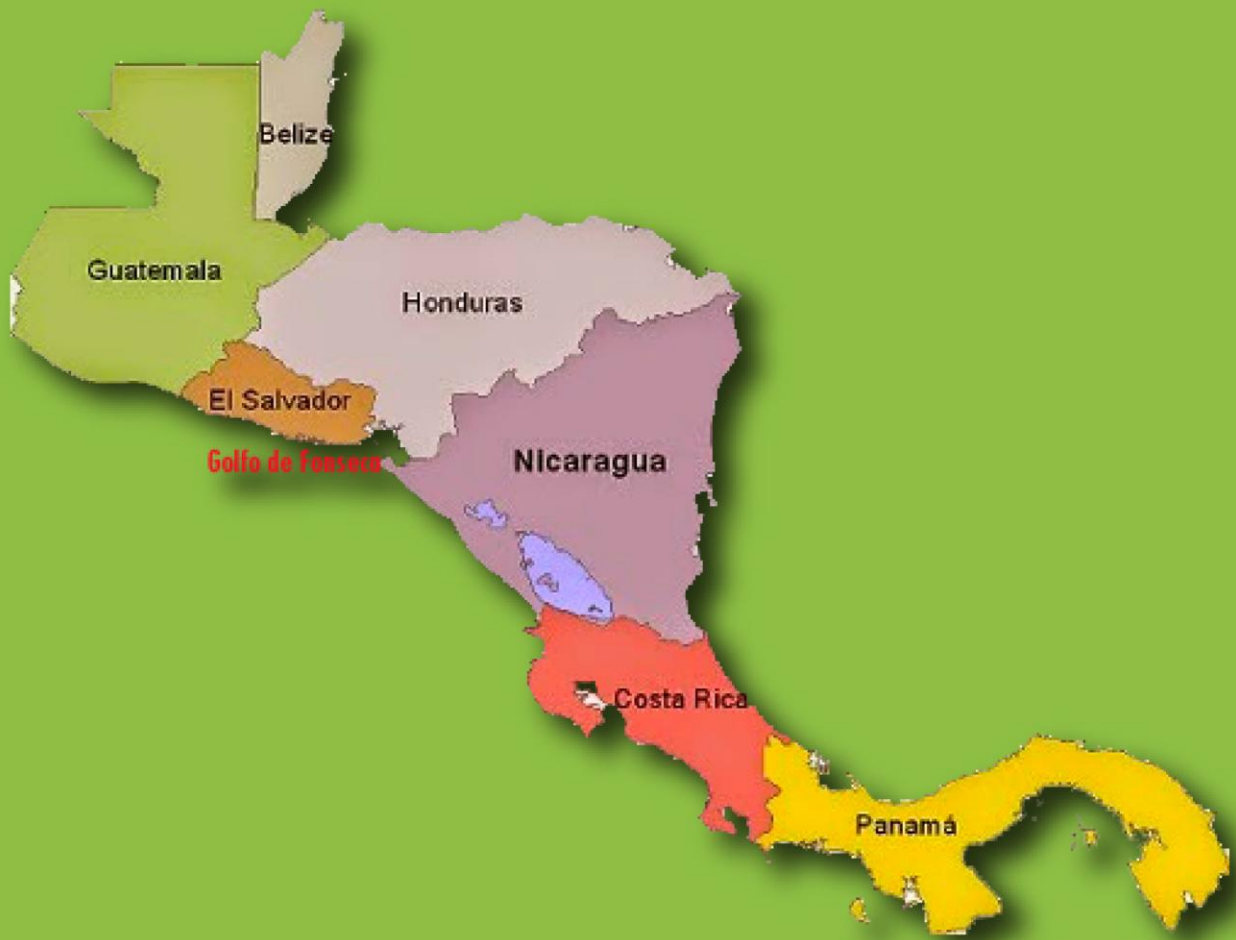 Belize
Guatemala
Honduras
El Salvador
Golfo de Fonseca
Nicaragua
Costa Rica
Panamá